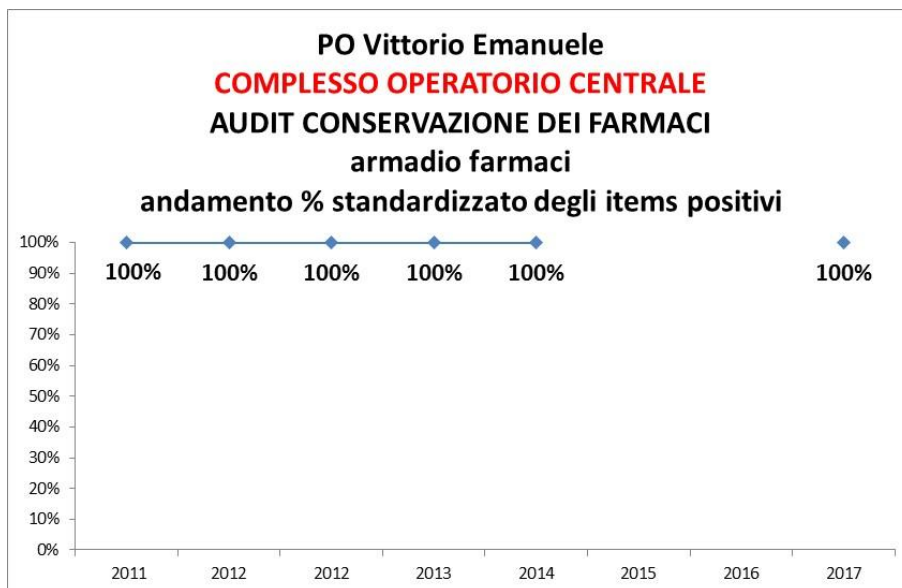 PO Vittorio Emanuele
COMPLESSO OPERATORIO CENTRALE
AUDIT CONSERVAZIONE DEI FARMACI
armadio farmaci
andamento % standardizzato degli items positivi
100%
90%
80%
70%
60%
50%
40%
30%
20%
10%
0%
100% 100% 100% 100% 100% 100%
2011 2012 2012 2013 2014 2015 2016 2017